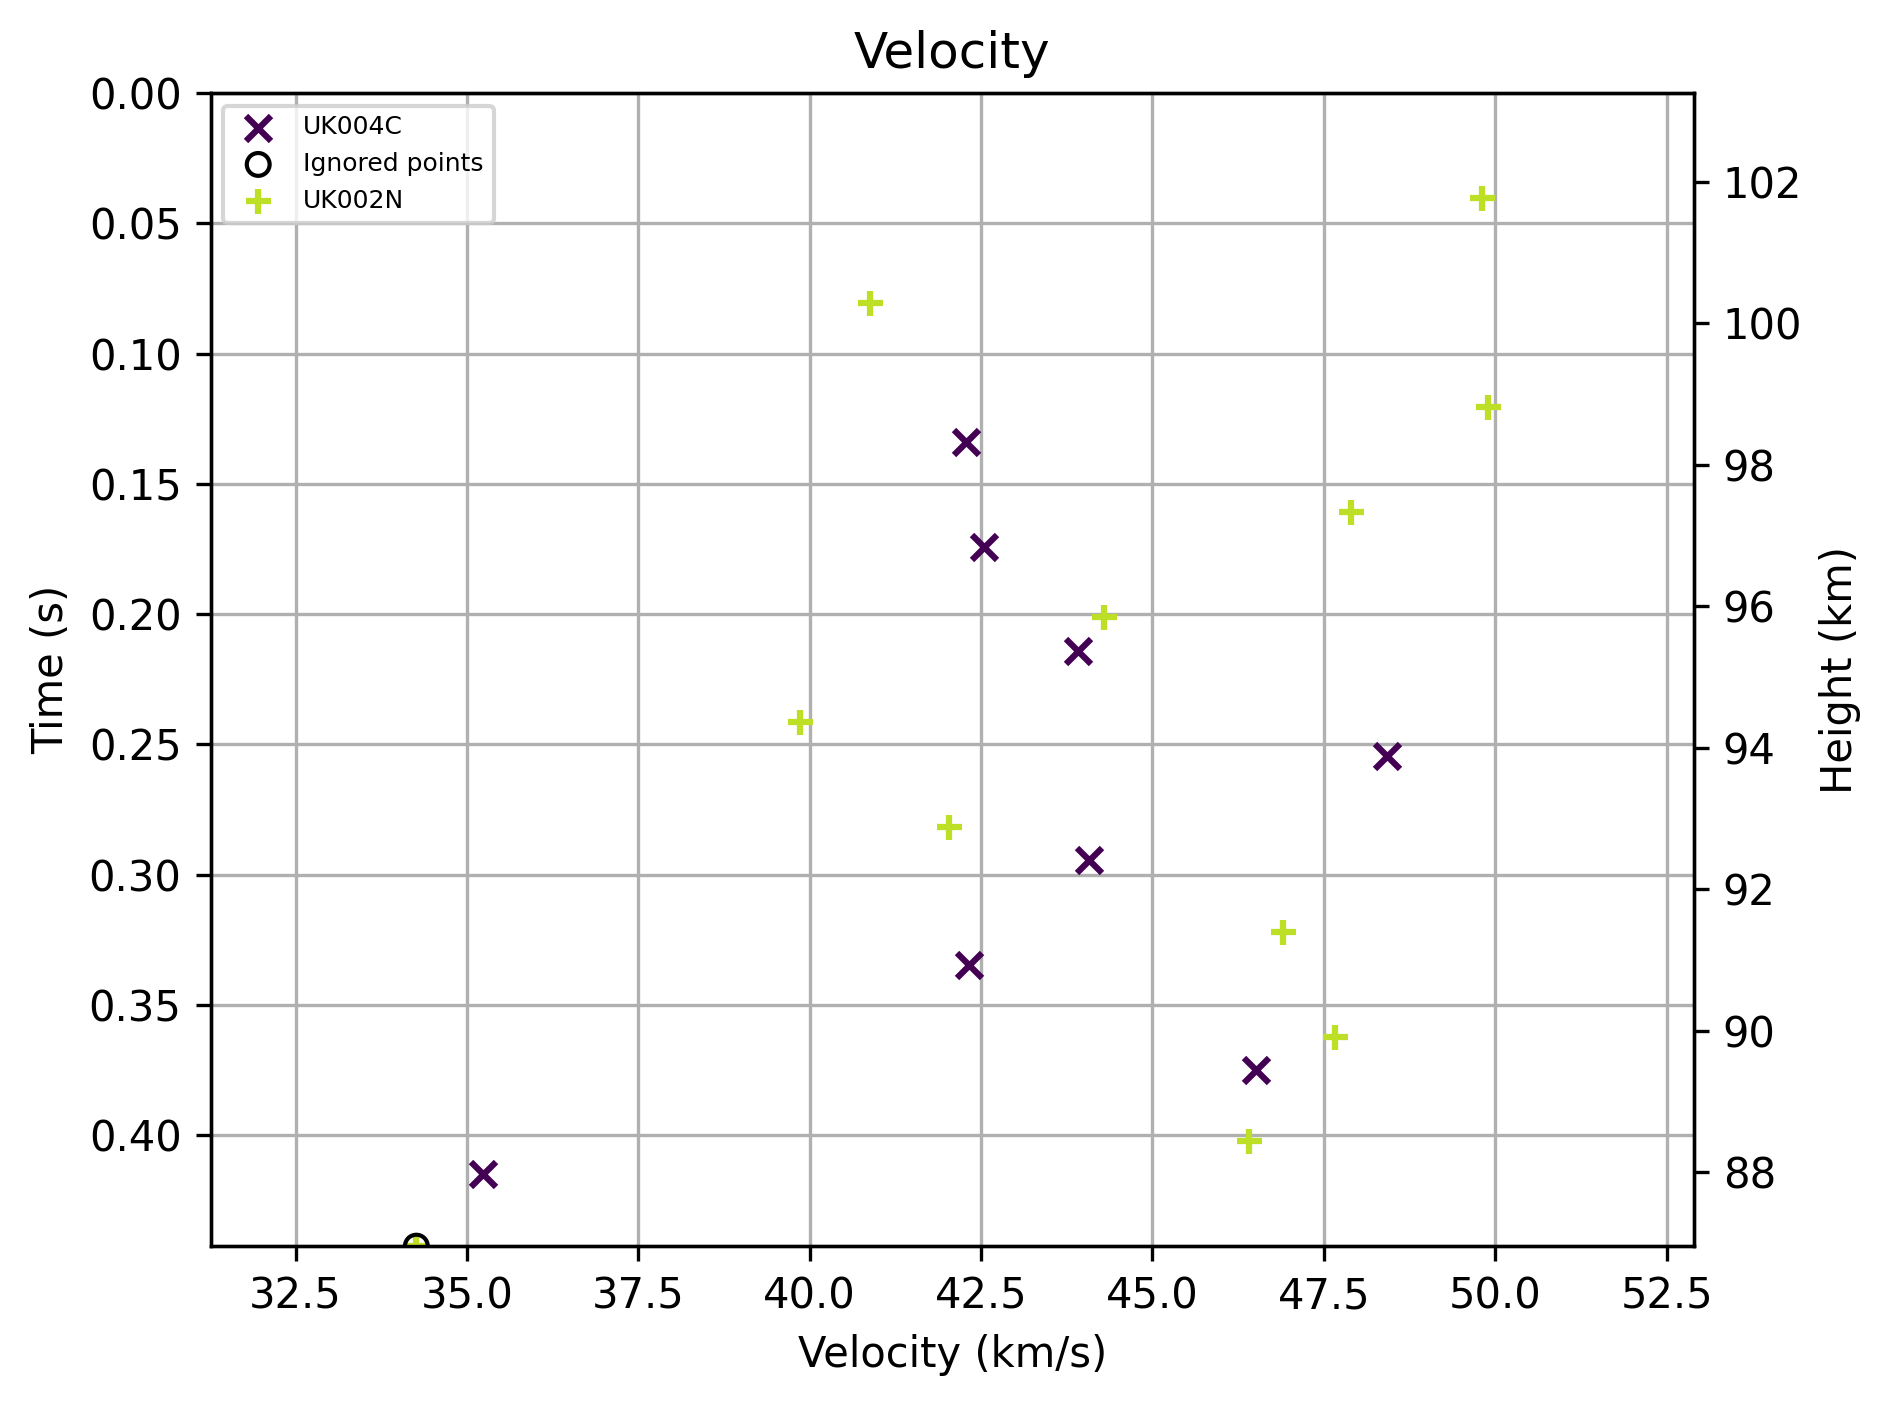 Velocity
UK004C
Ignored points
UK002N
0.00
0.05
0.10
0.15
0.20
0.25
0.30
0.35
0.40
Time (s)
102
100
98
96
94
92
90
88
Height (km)
32.5 35.0 37.5 40.0 42.5 45.0 47.5 50.0 52.5
Velocity (km/s)